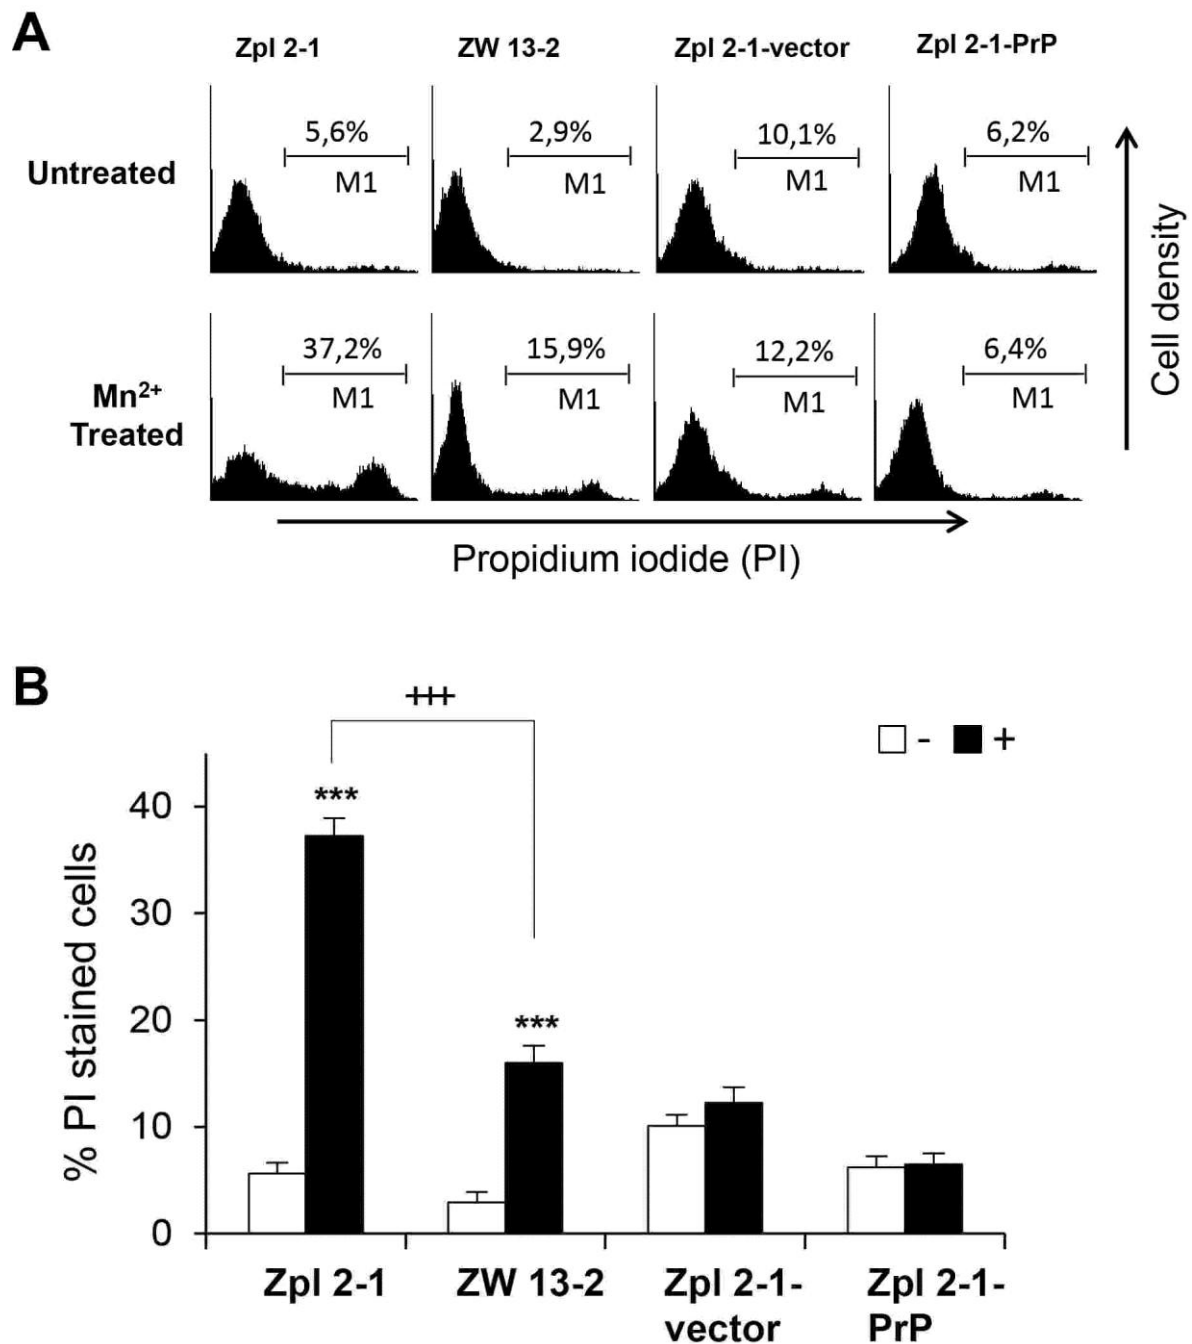 A
Zpl 2-1 ZW 13-2 Zpl 2-1-vector Zpl 2-1-PrP
Untreated
5,6% 2,9% 10,1% 6,2%
M1 M1 M1 M1
Cell density
37,2% 15,9% 12,2% 6,4%
M1 M1 M1 M1
Mn²⁺
Treated
Propidium iodide (PI)
B
+++
- +
% PI stained cells
40
30
20
10
0
***
***
Zpl 2-1 ZW 13-2 Zpl 2-1- Zpl 2-1-
vector PrP